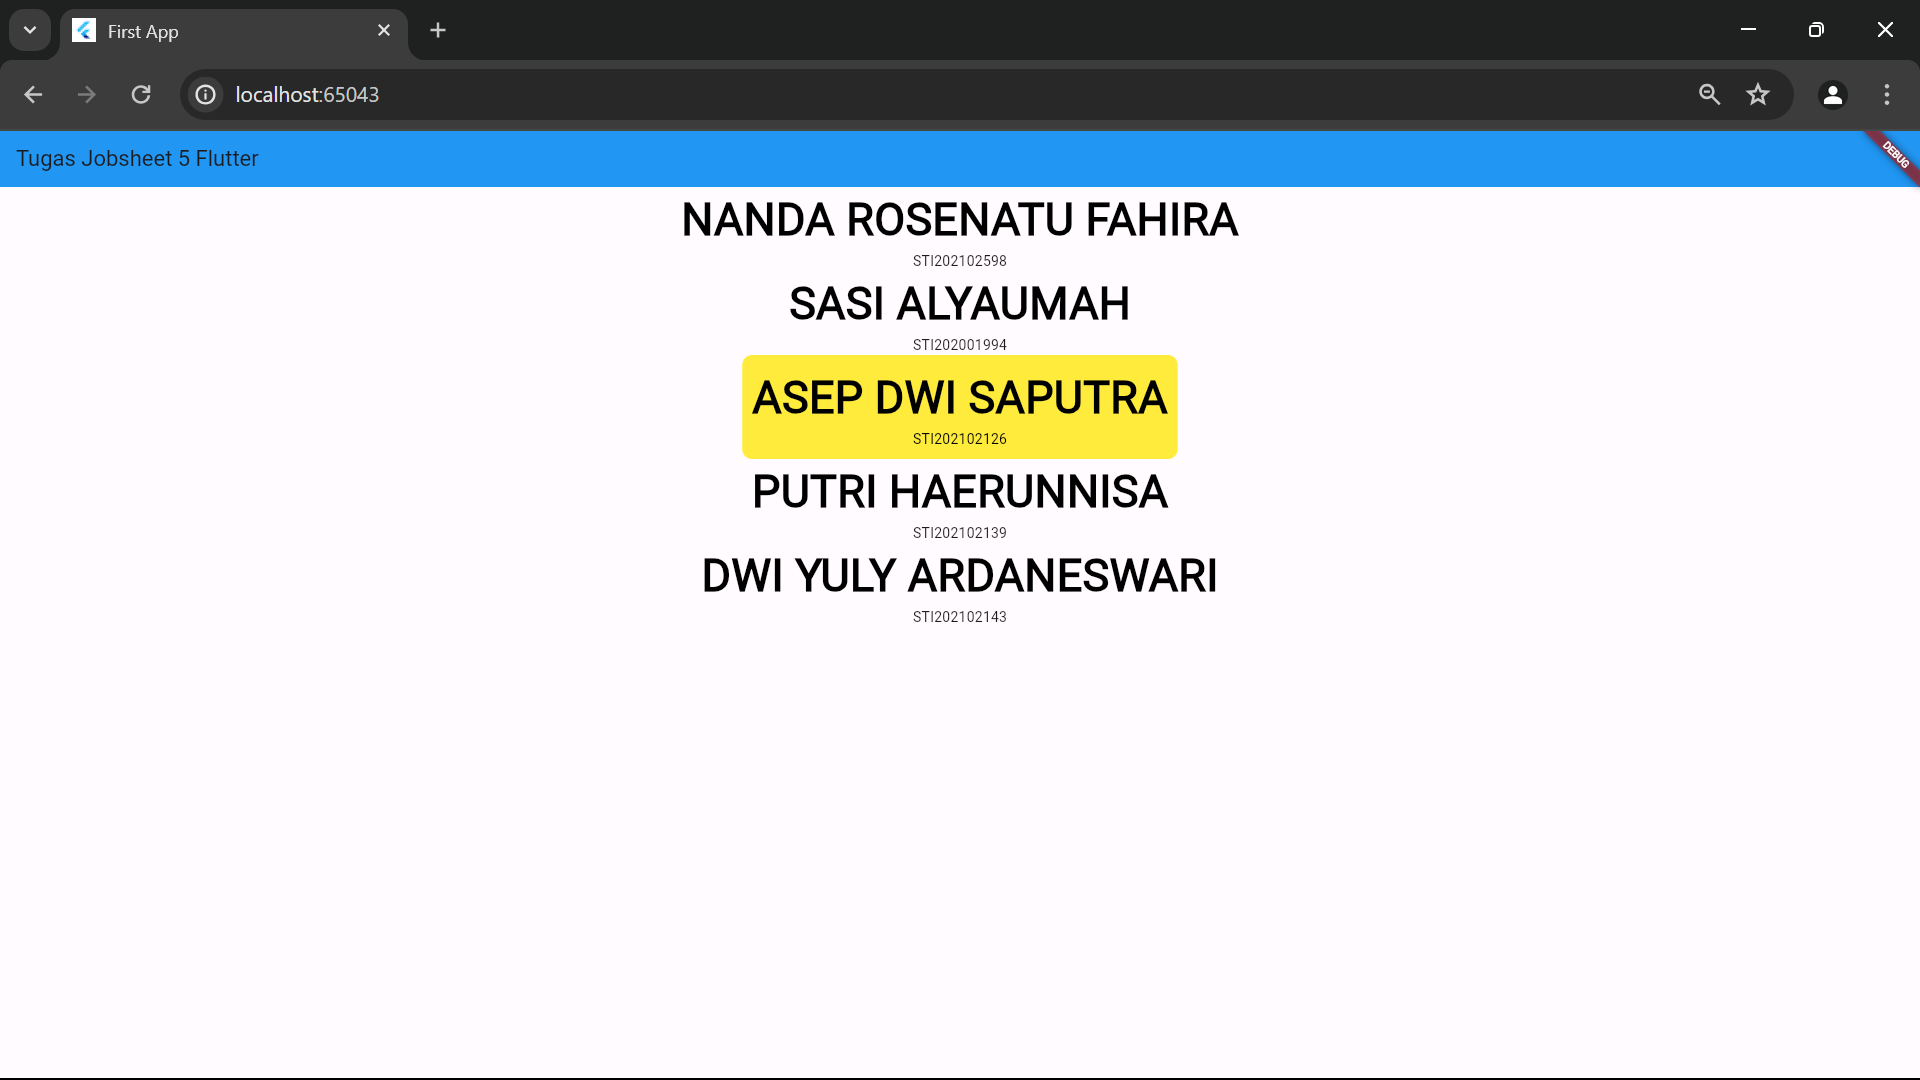 First App
localhost:65043
Tugas Jobsheet 5 Flutter
DEBUG
NANDA ROSENATU FAHIRA
STI202102598
SASI ALYAUMAH
STI202001994
ASEP DWI SAPUTRA
STI202102126
PUTRI HAERUNNISA
STI202102139
DWI YULY ARDANESWARI
STI202102143